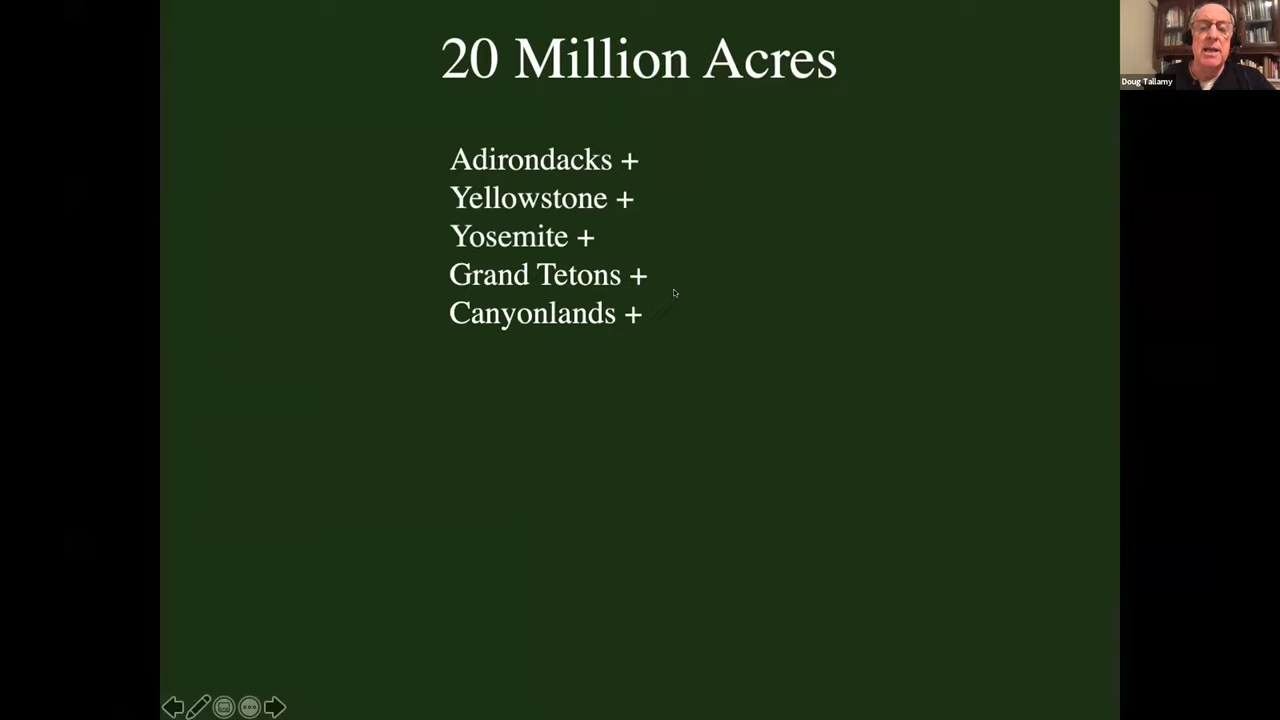 20 Million Acres
Adirondacks +
Yellowstone +
Yosemite +
Grand Tetons +
Canyonlands +
Doug Tallamy